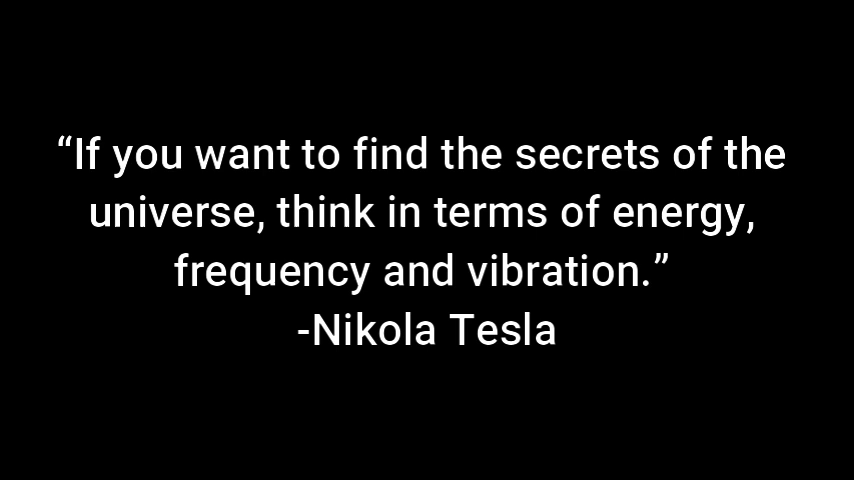 “If you want to find the secrets of the
universe, think in terms of energy,
frequency and vibration.”
-Nikola Tesla